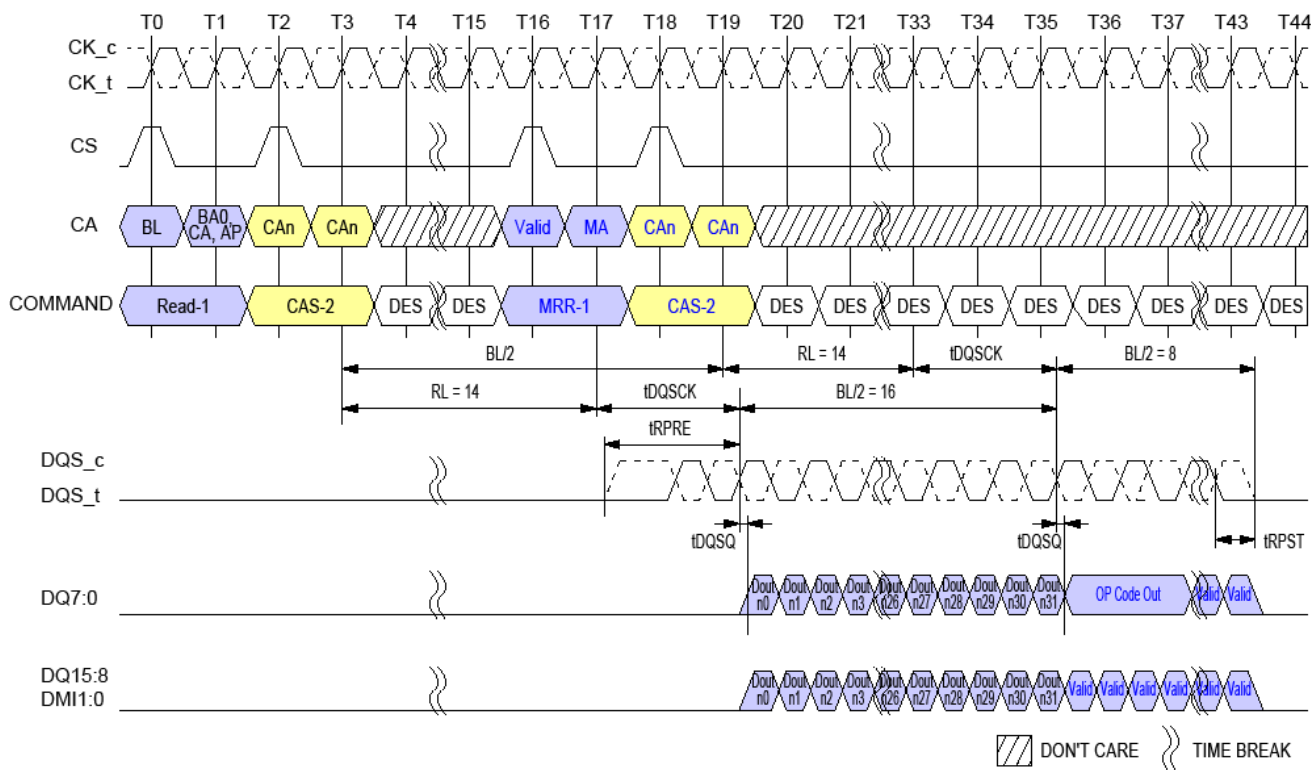 T0 T1 T2 T3 T4 T15 T16 T17 T18 T19 T20 T21 T33 T34 T35 T36 T37 T43 T44
CK_c
CK_t
CS
CA BL BA0, CA, AP CAn CAn Valid MA CAn CAn
COMMAND Read-1 CAS-2 DES DES MRR-1 CAS-2 DES DES DES DES DES DES DES DES DES
BL/2 RL = 14 tDQSCK BL/2 = 8
RL = 14 tDQSCK BL/2 = 16
tRPRE
DQS_c
DQS_t
tDQSQ tDQSQ tRPST
DQ7:0 Dout n0 Dout n1 Dout n2 Dout n3 Dout n26 Dout n27 Dout n28 Dout n29 Dout n30 Dout n31 OP Code Out Valid Valid
DQ15:8
DMI1:0 Dout n0 Dout n1 Dout n2 Dout n3 Dout n26 Dout n27 Dout n28 Dout n29 Dout n30 Dout n31 Valid Valid Valid Valid Valid Valid
DON'T CARE TIME BREAK